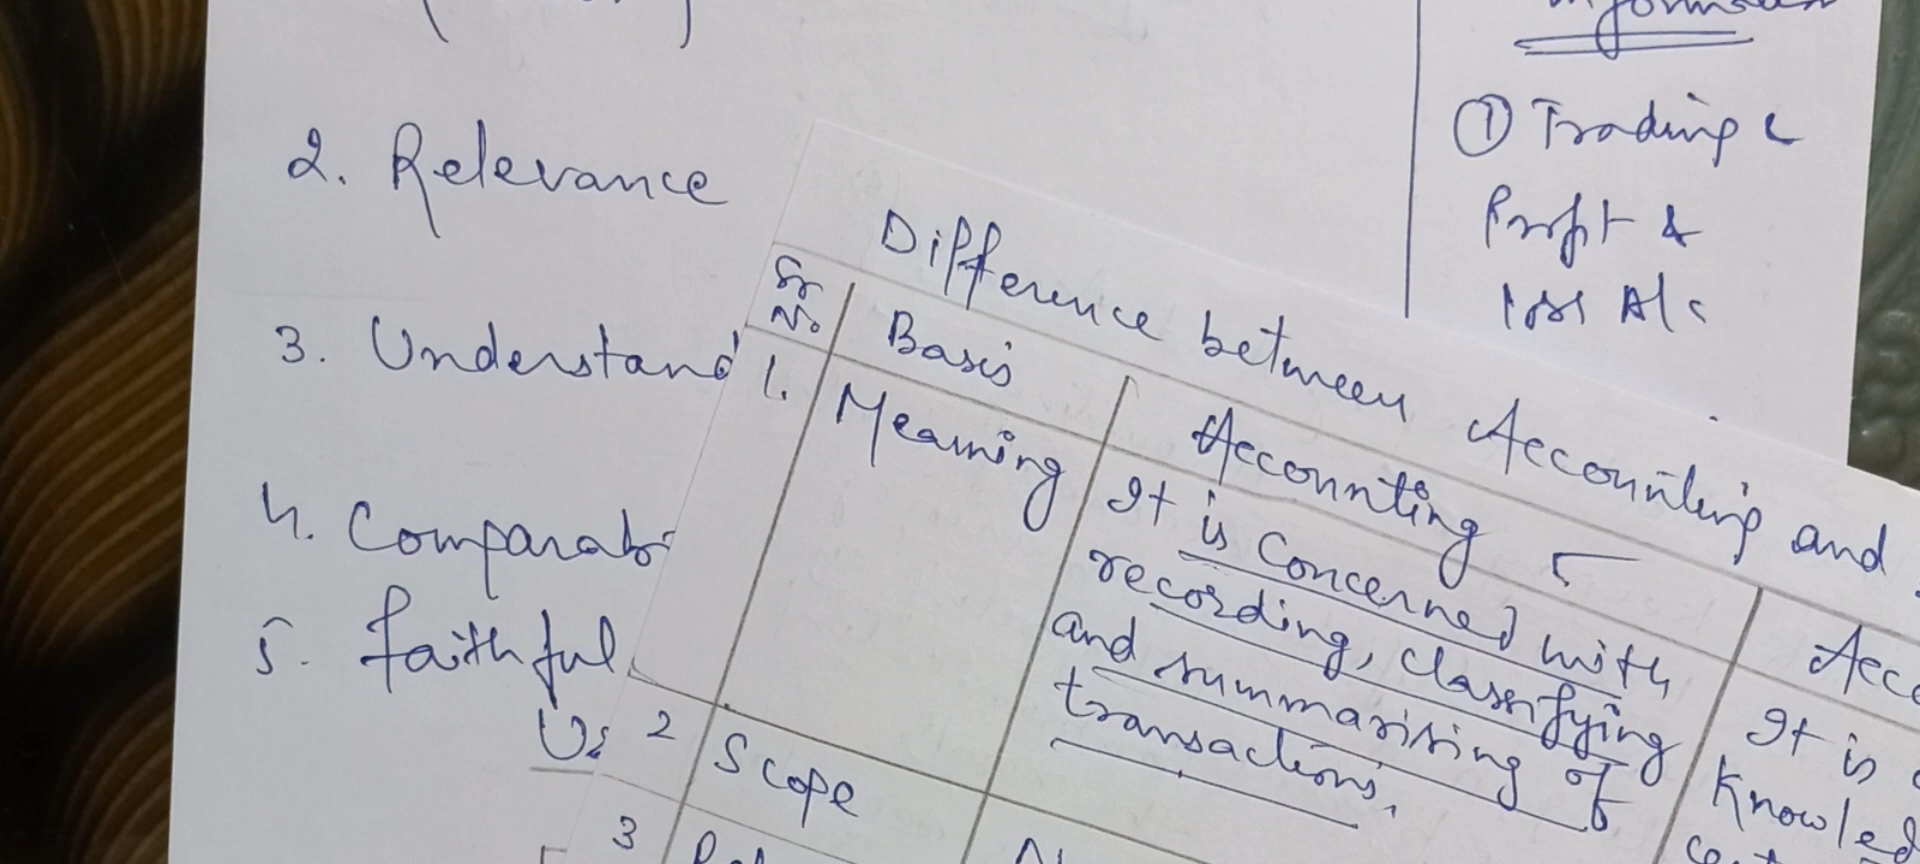 2. Relevance
3. Understand
4. Comparab
5. faithful
Us
① Trading &
Profit &
loss A/c
Difference between Accounting and
Sr No
Basis
Accounting
Acc
1.
Meaning
It is concerned with
recording, classifying
and summarising of
transactions.
It is
Knowled
2
Scope
3